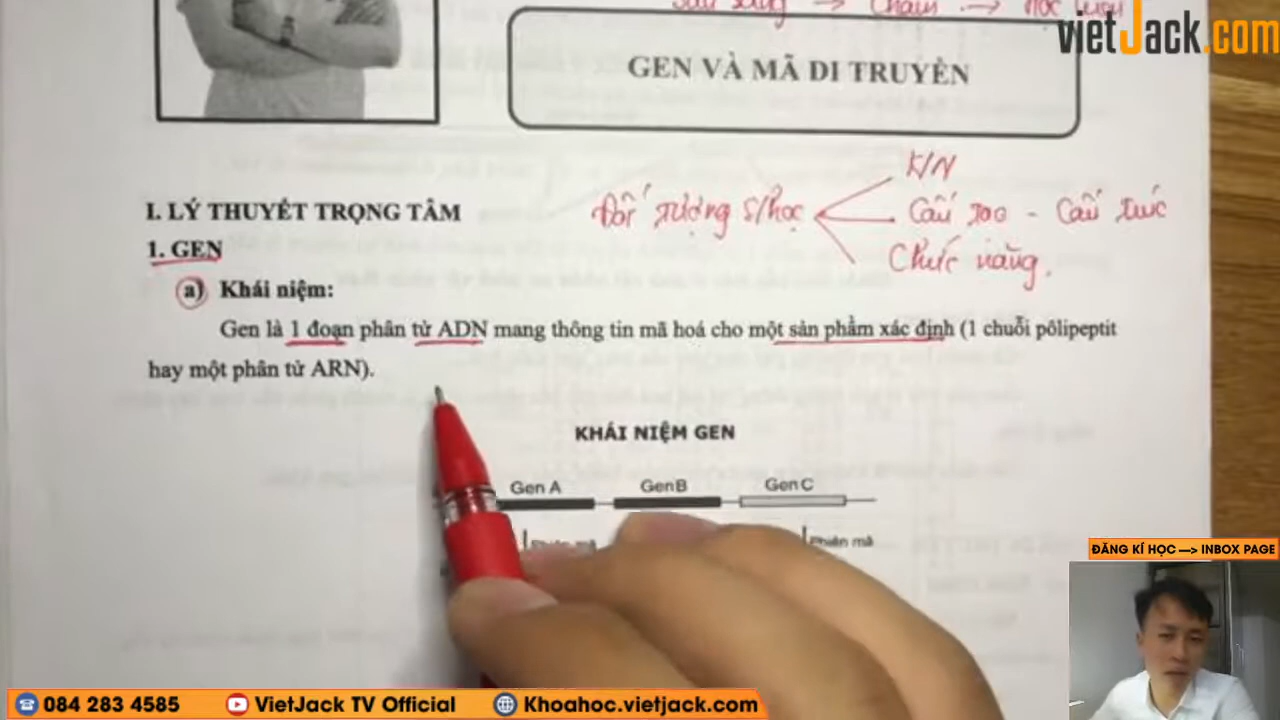 vietJack.com
GEN VÀ MÃ DI TRUYỀN
K/N
Đối tượng s/học
Cấu tạo - Cấu trúc
Chức năng.
I. LÝ THUYẾT TRỌNG TÂM
1. GEN
a) Khái niệm:
Gen là 1 đoạn phân tử ADN mang thông tin mã hoá cho một sản phẩm xác định (1 chuỗi pôlipeptit
hay một phân tử ARN).
KHÁI NIỆM GEN
Gen A Gen B Gen C
Phiên mã Phiên mã
ĐĂNG KÍ HỌC —> INBOX PAGE
084 283 4585 VietJack TV Official Khoahoc.vietjack.com